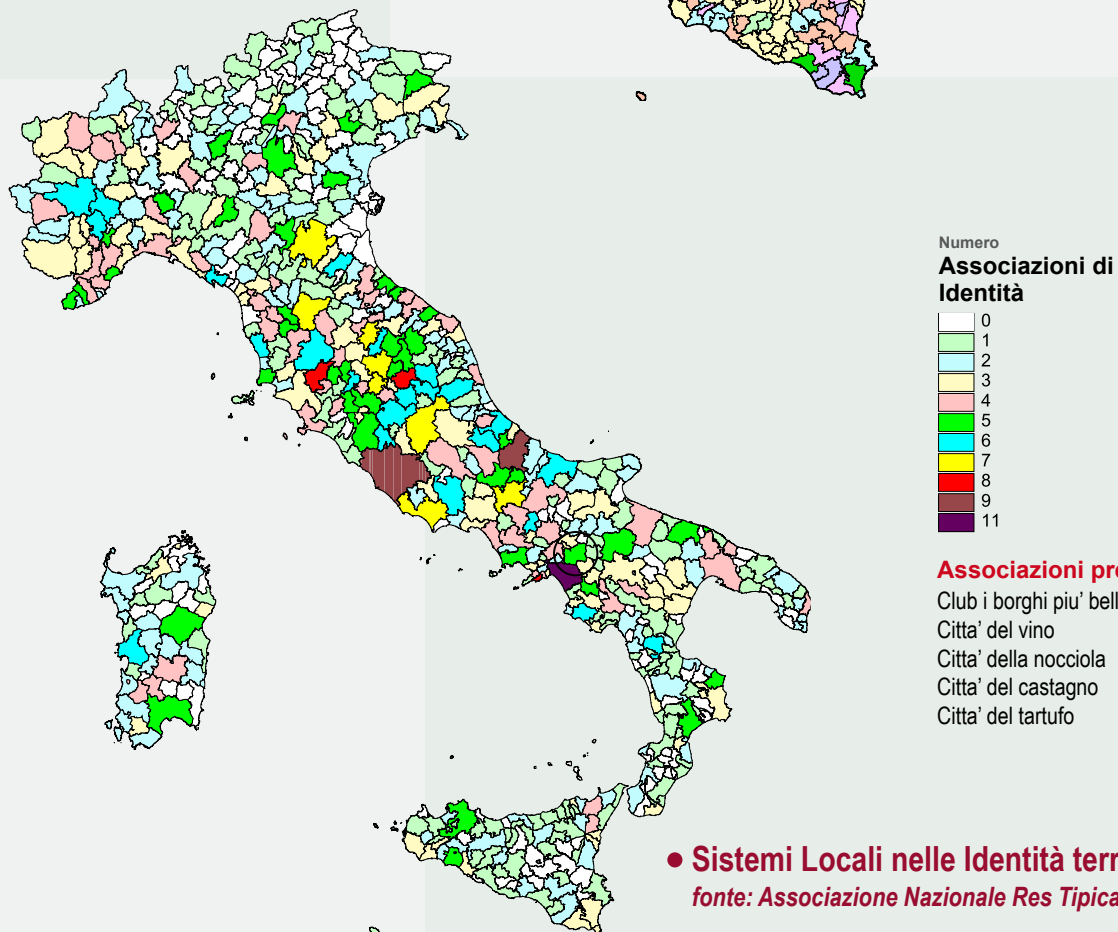 Numero
Associazioni di
Identità
0
1
2
3
4
5
6
7
8
9
11
Associazioni pre
Club i borghi piu' bell
Citta' del vino
Citta' della nocciola
Citta' del castagno
Citta' del tartufo
• Sistemi Locali nelle Identità terr
fonte: Associazione Nazionale Res Tipica